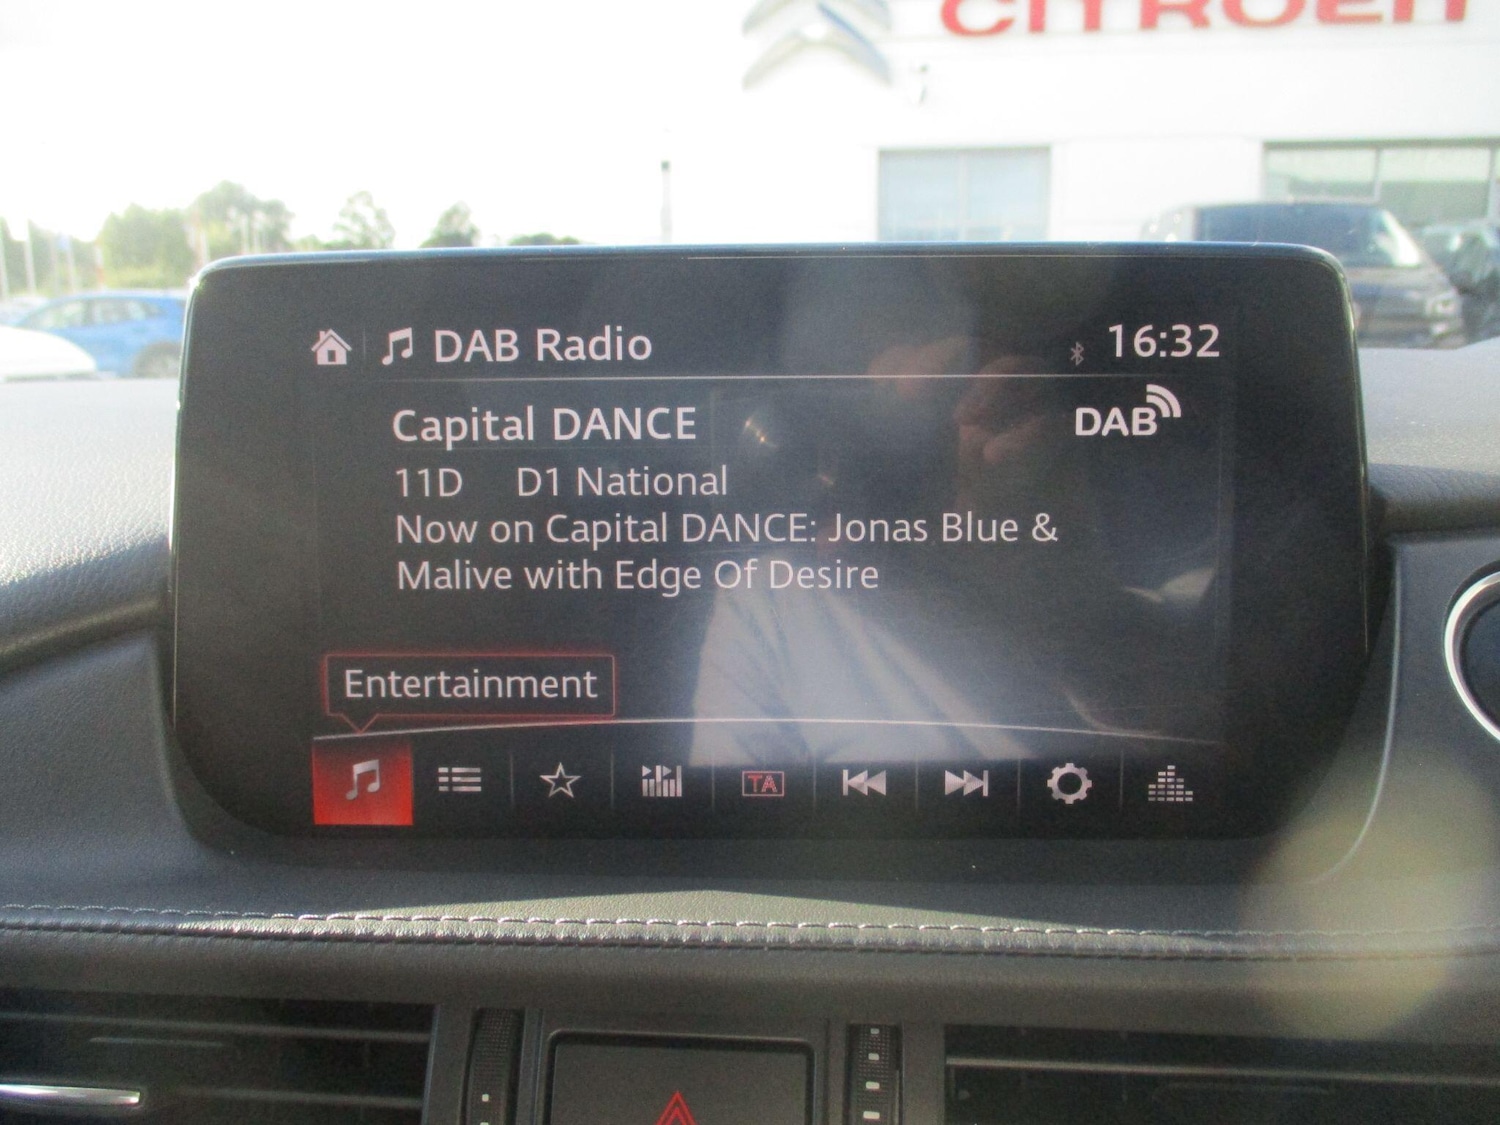 CITROËN
DAB Radio 16:32
Capital DANCE DAB
11D D1 National
Now on Capital DANCE: Jonas Blue &
Malive with Edge Of Desire
Entertainment
TA